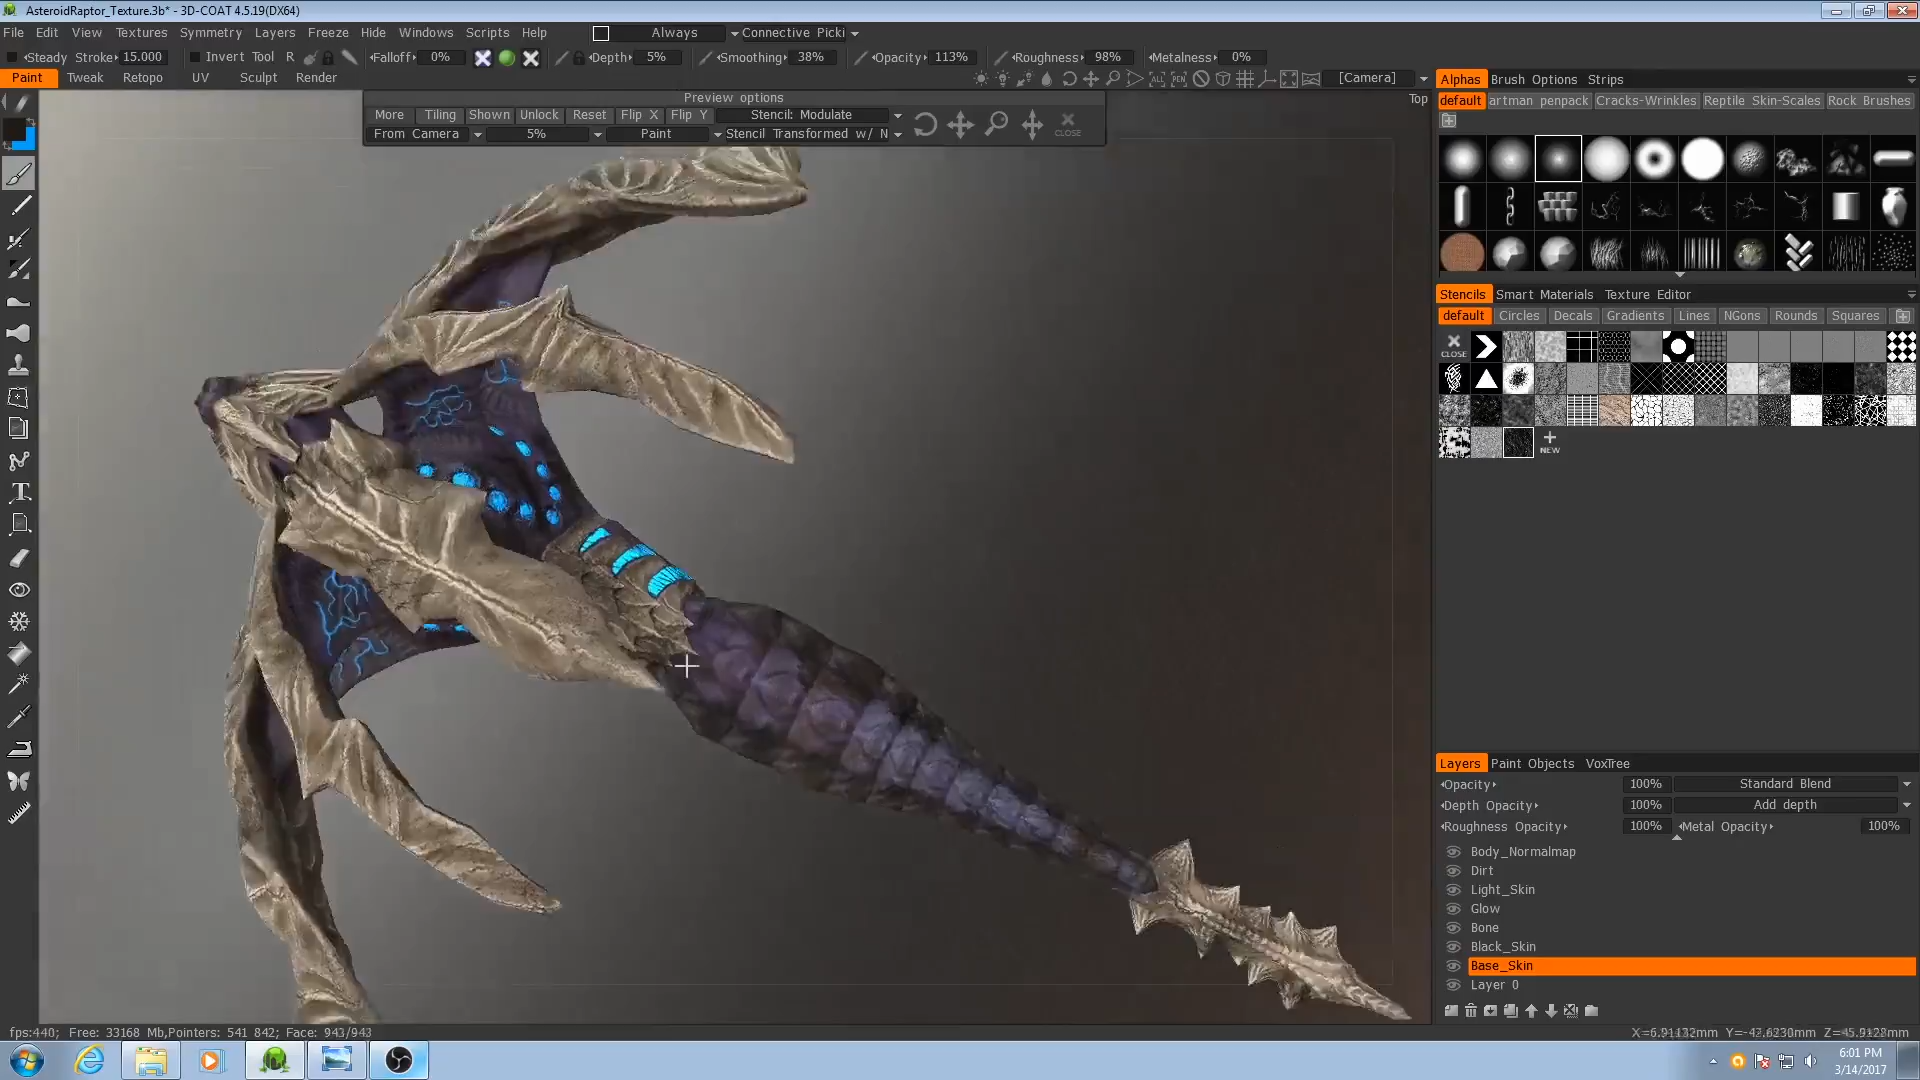 AsteroidRaptor_Texture.3b* - 3D-COAT 4.5.19(DX64)
File Edit View Textures Symmetry Layers Freeze Hide Windows Scripts Help Always Connective Picki
Steady Stroke 15.000 Invert Tool R Falloff 0% Depth 5% Smoothing 38% Opacity 113% Roughness 98% Metalness 0%
Paint Tweak Retopo UV Sculpt Render [Camera]
Top
Preview options
More Tiling Shown Unlock Reset Flip X Flip Y Stencil: Modulate
From Camera 5% Paint Stencil Transformed w/ N
CLOSE
Alphas Brush Options Strips
default artman penpack Cracks-Wrinkles Reptile Skin-Scales Rock Brushes
Stencils Smart Materials Texture Editor
default Circles Decals Gradients Lines NGons Rounds Squares
CLOSE
NEW
Layers Paint Objects VoxTree
Opacity 100% Standard Blend
Depth Opacity 100% Add depth
Roughness Opacity 100% Metal Opacity 100%
Body_Normalmap
Dirt
Light_Skin
Glow
Bone
Black_Skin
Base_Skin
Layer 0
fps:440; Free: 33168 Mb,Pointers: 541 842; Face: 943/943
6:01 PM
3/14/2017